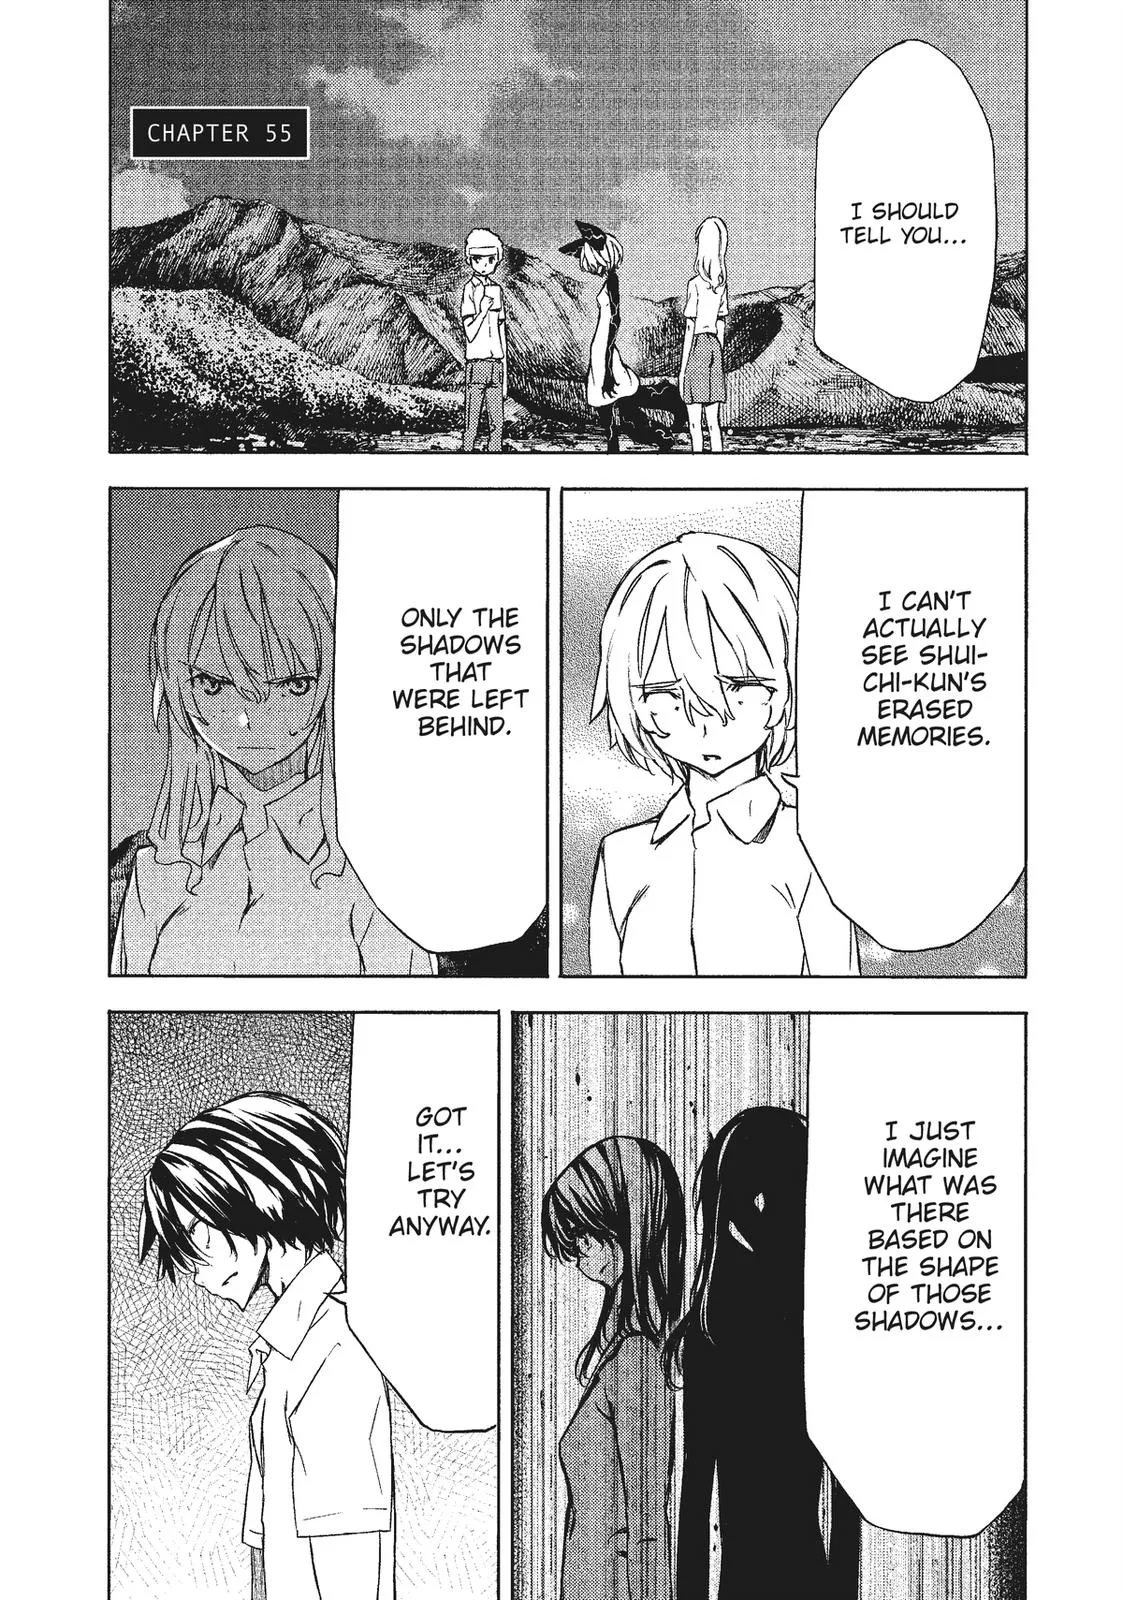 CHAPTER 55
I SHOULD
TELL YOU...
I CAN'T
ACTUALLY
SEE SHUI-
CHI-KUN'S
ERASED
MEMORIES.
ONLY THE
SHADOWS
THAT
WERE LEFT
BEHIND.
I JUST
IMAGINE
WHAT WAS
THERE
BASED ON
THE SHAPE
OF THOSE
SHADOWS...
GOT
IT...
LET'S
TRY
ANYWAY.